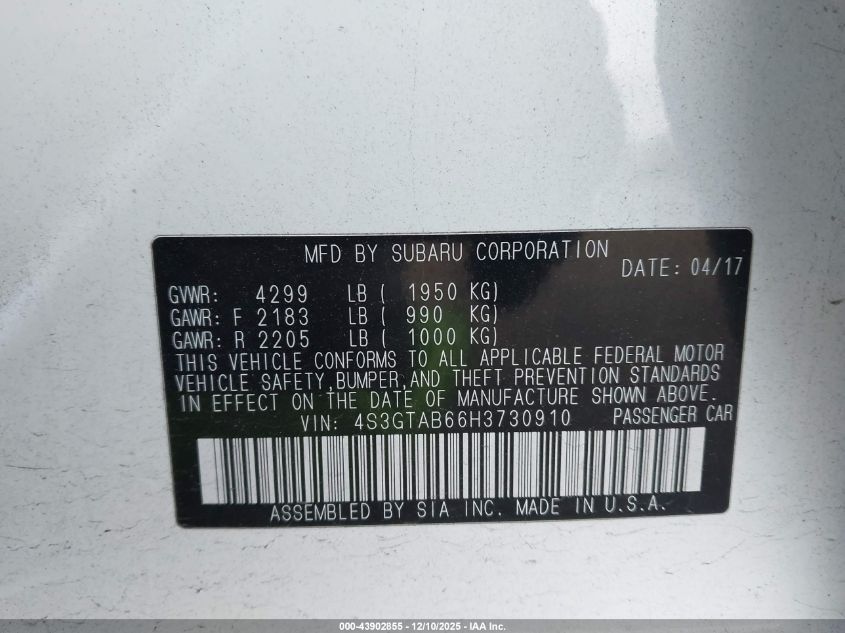 MFD BY SUBARU CORPORATION
DATE: 04/17
GVWR: 4299 LB ( 1950 KG)
GAWR: F 2183 LB ( 990 KG)
GAWR: R 2205 LB ( 1000 KG)
THIS VEHICLE CONFORMS TO ALL APPLICABLE FEDERAL MOTOR
VEHICLE SAFETY,BUMPER,AND THEFT PREVENTION STANDARDS
IN EFFECT ON THE DATE OF MANUFACTURE SHOWN ABOVE.
VIN: 4S3GTAB66H3730910 PASSENGER CAR
ASSEMBLED BY SIA INC. MADE IN U.S.A.
000-43902855 - 12/10/2025 - IAA Inc.